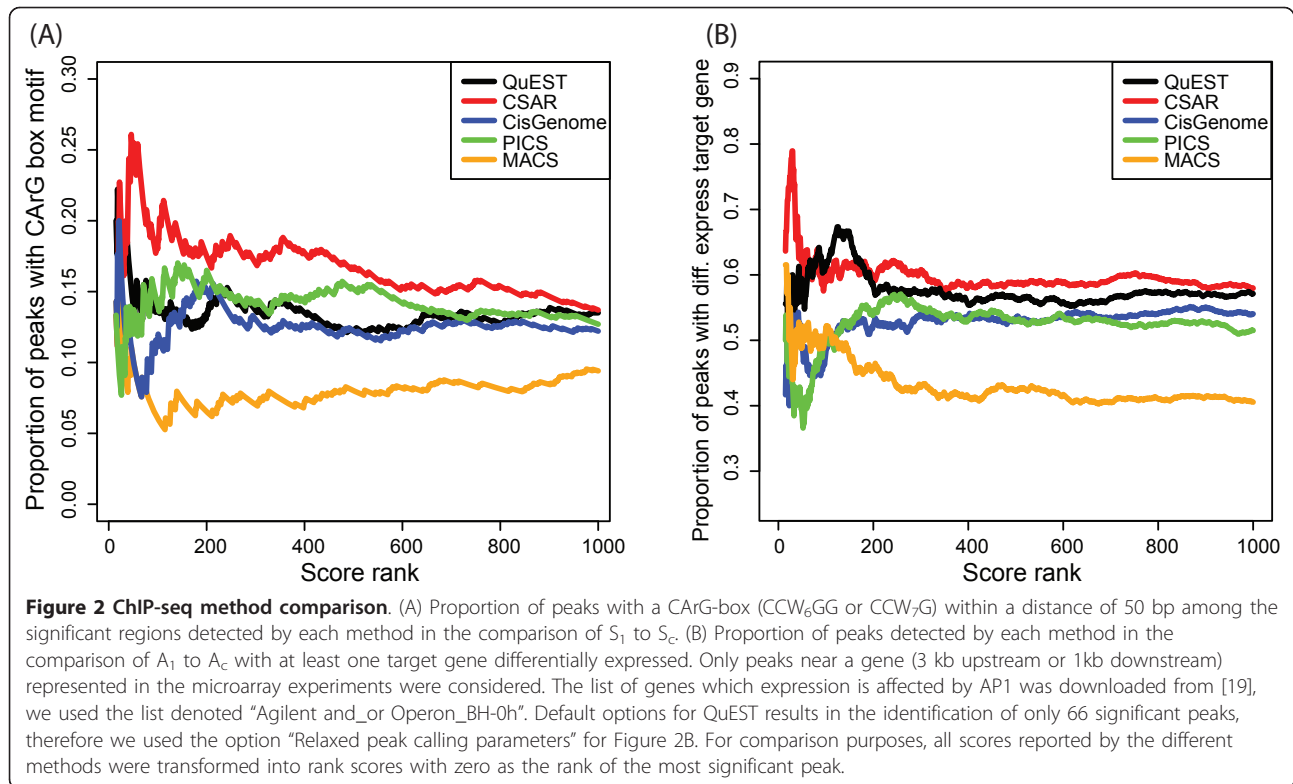 (A)
(B)
Proportion of peaks with CArG box motif
0.30
0.25
0.20
0.15
0.10
0.05
0.00
QuEST
CSAR
CisGenome
PICS
MACS
0 200 400 600 800 1000
Score rank
Proportion of peaks with diff. express target gene
0.9
0.8
0.7
0.6
0.5
0.4
0.3
QuEST
CSAR
CisGenome
PICS
MACS
0 200 400 600 800 1000
Score rank
Figure 2 ChIP-seq method comparison. (A) Proportion of peaks with a CArG-box (CCW₆GG or CCW₇G) within a distance of 50 bp among the
significant regions detected by each method in the comparison of S₁ to Sc. (B) Proportion of peaks detected by each method in the
comparison of A₁ to Ac with at least one target gene differentially expressed. Only peaks near a gene (3 kb upstream or 1kb downstream)
represented in the microarray experiments were considered. The list of genes which expression is affected by AP1 was downloaded from [19],
we used the list denoted “Agilent and_or Operon_BH-0h”. Default options for QuEST results in the identification of only 66 significant peaks,
therefore we used the option “Relaxed peak calling parameters” for Figure 2B. For comparison purposes, all scores reported by the different
methods were transformed into rank scores with zero as the rank of the most significant peak.